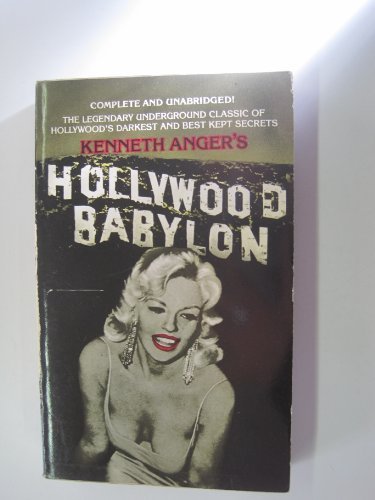 COMPLETE AND UNABRIDGED!
THE LEGENDARY UNDERGROUND CLASSIC OF
HOLLYWOOD'S DARKEST AND BEST KEPT SECRETS
KENNETH ANGER'S
HOLLYWOOD
BABYLON